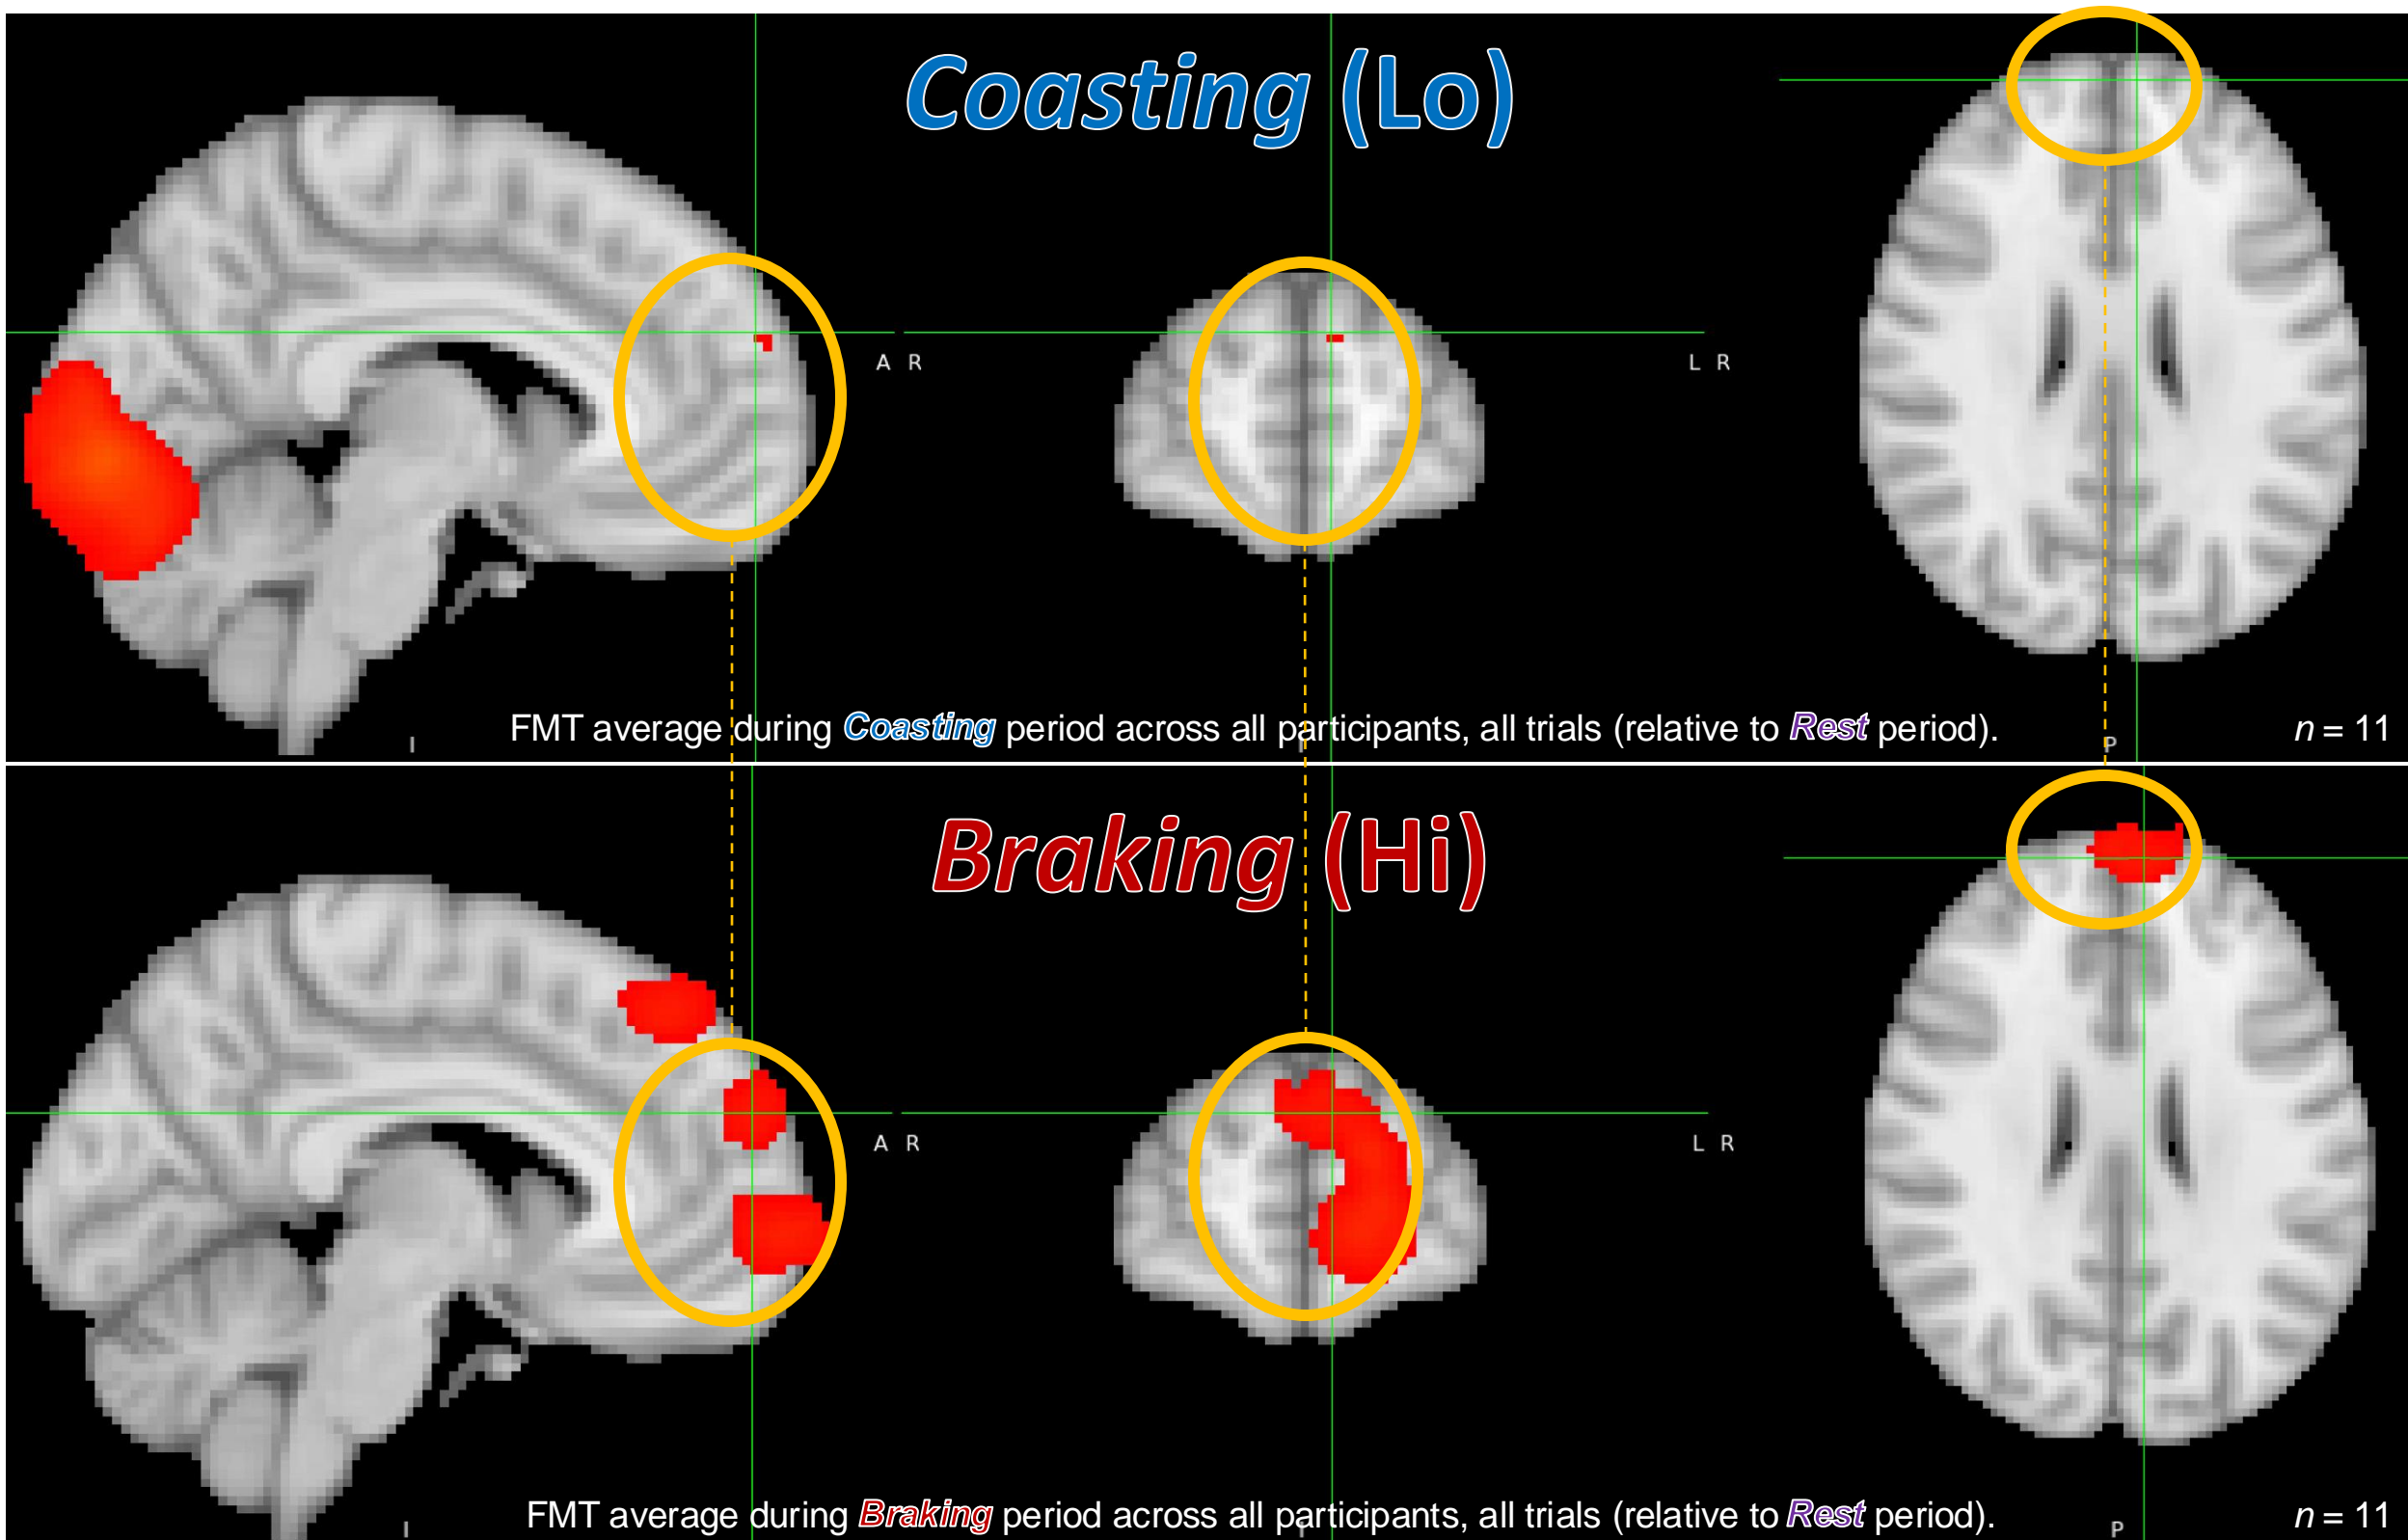 Coasting (Lo)
A R
L R
FMT average during Coasting period across all participants, all trials (relative to Rest period).
n = 11
I
I
P
Braking (Hi)
A R
L R
FMT average during Braking period across all participants, all trials (relative to Rest period).
n = 11
I
I
P